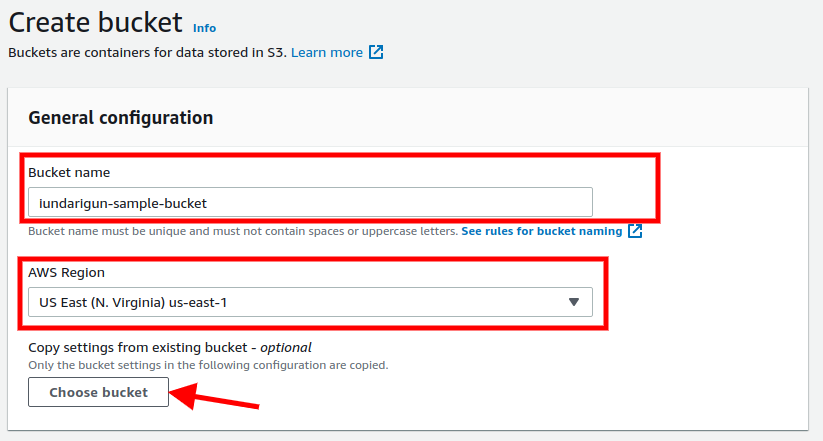 Create bucket Info
Buckets are containers for data stored in S3. Learn more
General configuration
Bucket name
iundarigun-sample-bucket
Bucket name must be unique and must not contain spaces or uppercase letters. See rules for bucket naming
AWS Region
US East (N. Virginia) us-east-1
Copy settings from existing bucket - optional
Only the bucket settings in the following configuration are copied.
Choose bucket